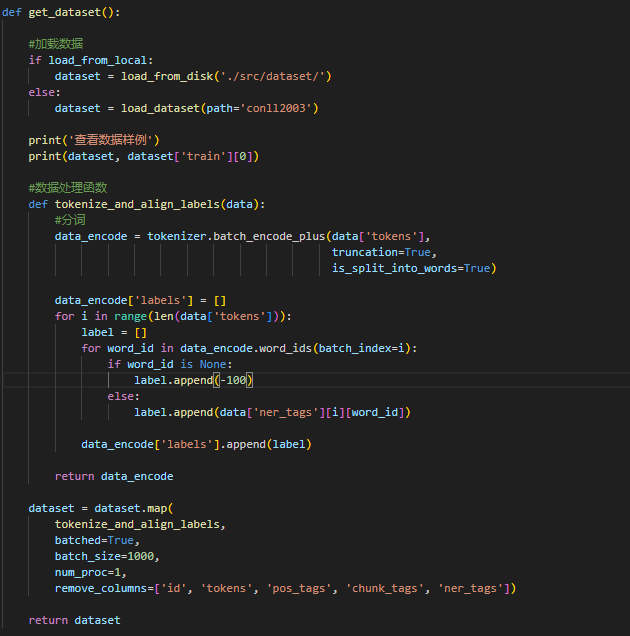 def get_dataset():
#加载数据
if load_from_local:
dataset = load_from_disk('./src/dataset/')
else:
dataset = load_dataset(path='conll2003')
print('查看数据样例')
print(dataset, dataset['train'][0])
#数据处理函数
def tokenize_and_align_labels(data):
#分词
data_encode = tokenizer.batch_encode_plus(data['tokens'],
truncation=True,
is_split_into_words=True)
data_encode['labels'] = []
for i in range(len(data['tokens'])):
label = []
for word_id in data_encode.word_ids(batch_index=i):
if word_id is None:
label.append(-100)
else:
label.append(data['ner_tags'][i][word_id])
data_encode['labels'].append(label)
return data_encode
dataset = dataset.map(
tokenize_and_align_labels,
batched=True,
batch_size=1000,
num_proc=1,
remove_columns=['id', 'tokens', 'pos_tags', 'chunk_tags', 'ner_tags'])
return dataset